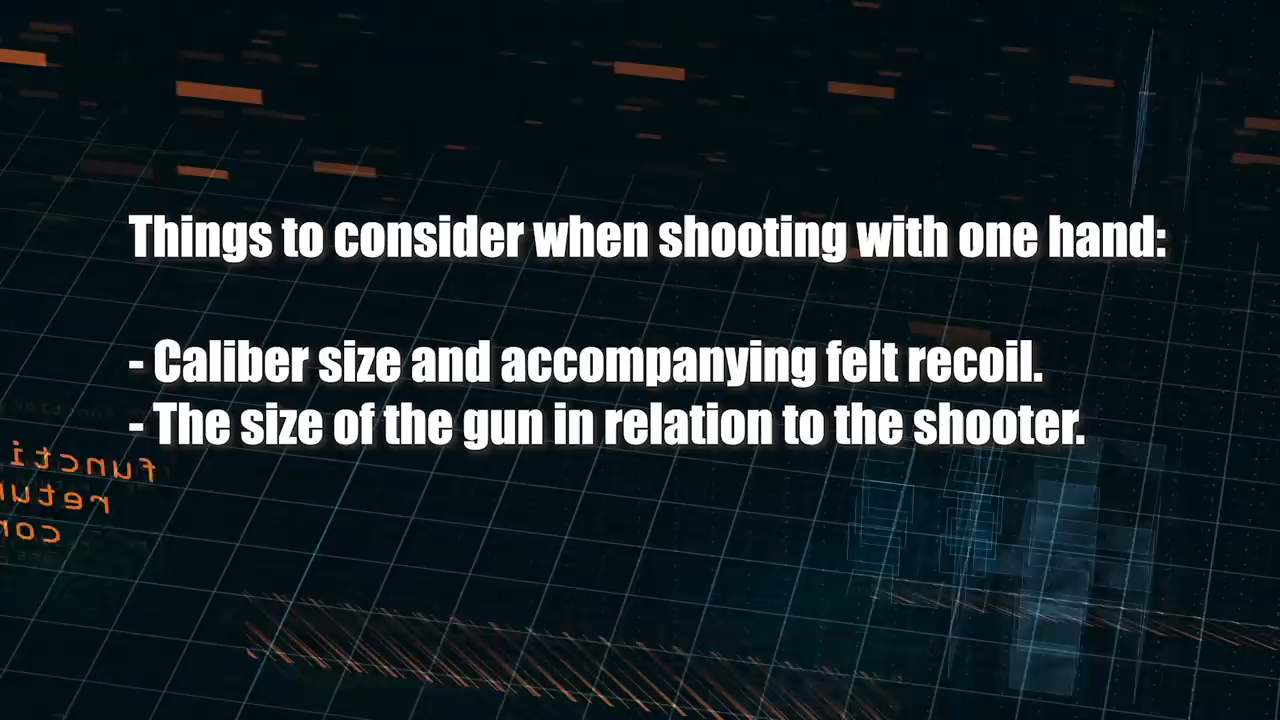 Things to consider when shooting with one hand:
- Caliber size and accompanying felt recoil.
- The size of the gun in relation to the shooter.
functi
retu
con